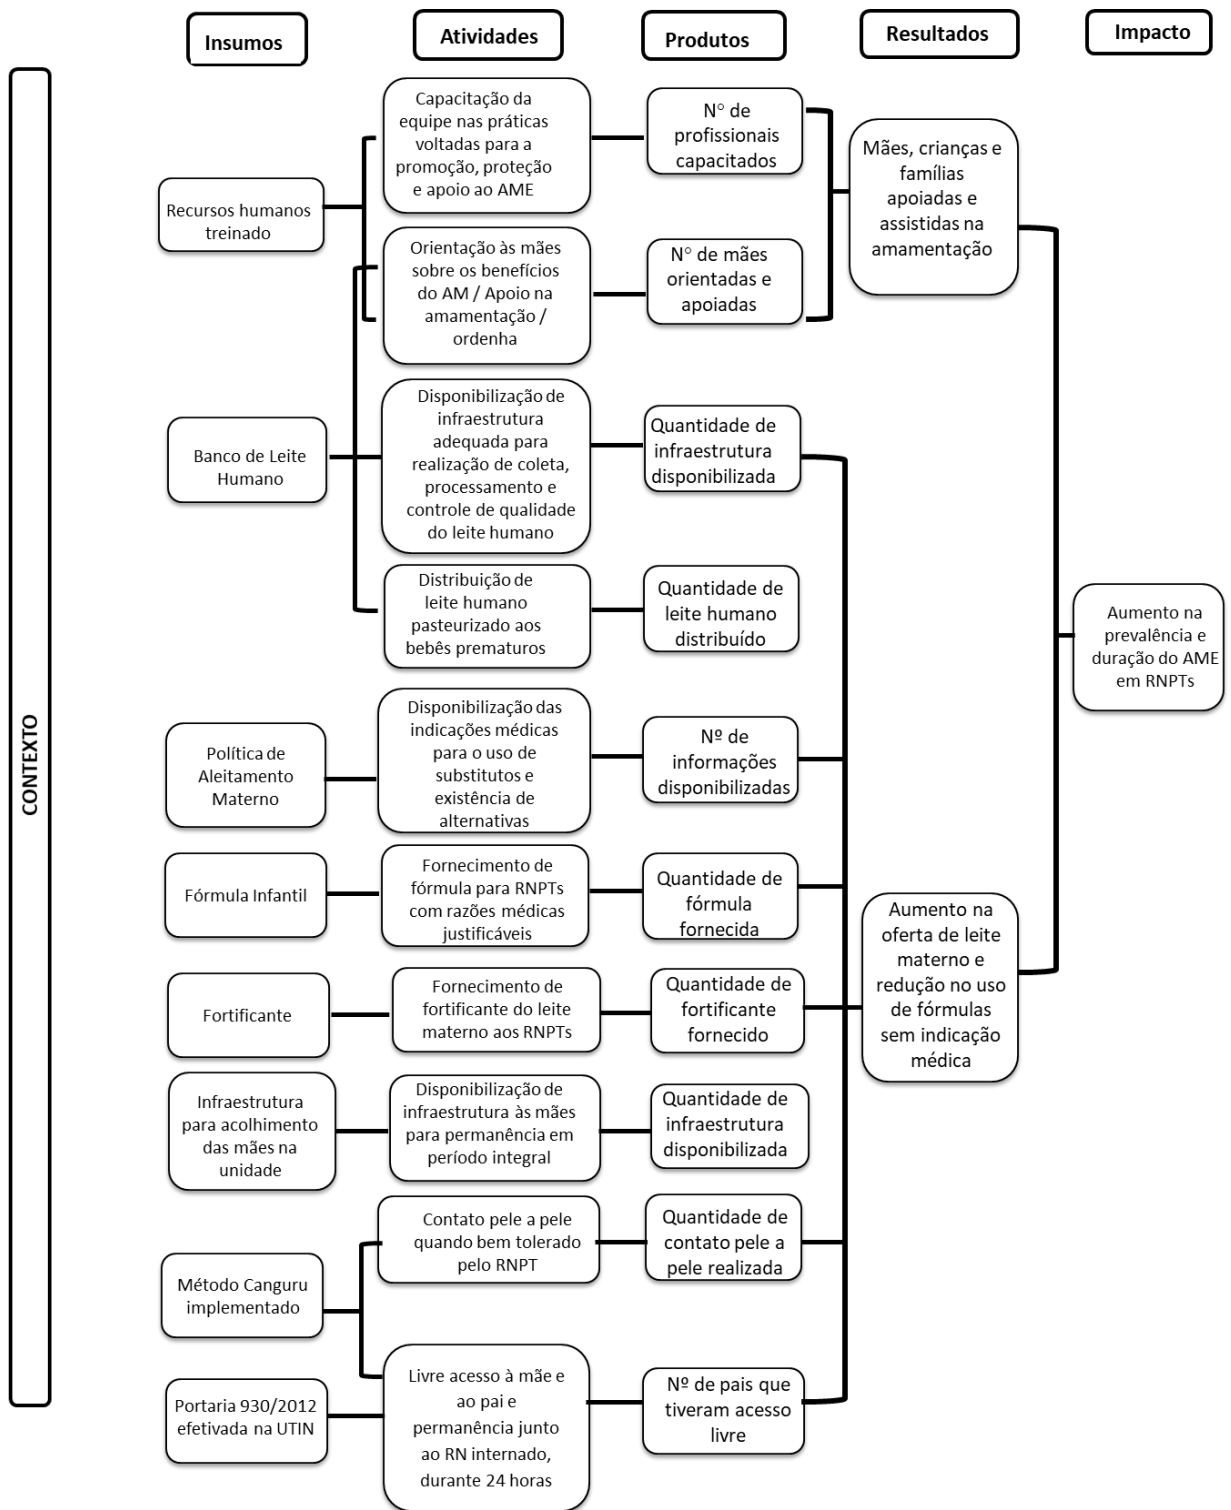 Insumos
Atividades
Produtos
Resultados
Impacto
CONTEXTO
Recursos humanos
treinado
Capacitação da
equipe nas práticas
voltadas para a
promoção, proteção
e apoio ao AME
N° de
profissionais
capacitados
Mães, crianças e
famílias
apoiadas e
assistidas na
amamentação
Orientação às mães
sobre os benefícios
do AM / Apoio na
amamentação /
ordenha
N° de mães
orientadas e
apoiadas
Banco de Leite
Humano
Disponibilização de
infraestrutura
adequada para
realização de coleta,
processamento e
controle de qualidade
do leite humano
Quantidade de
infraestrutura
disponibilizada
Distribuição de
leite humano
pasteurizado aos
bebês prematuros
Quantidade de
leite humano
distribuído
Aumento na
prevalência e
duração do AME
em RNPTs
Política de
Aleitamento
Materno
Disponibilização das
indicações médicas
para o uso de
substitutos e
existência de
alternativas
Nº de
informações
disponibilizadas
Fórmula Infantil
Fornecimento de
fórmula para RNPTs
com razões médicas
justificáveis
Quantidade de
fórmula
fornecida
Aumento na
oferta de leite
materno e
redução no uso
de fórmulas
sem indicação
médica
Fortificante
Fornecimento de
fortificante do leite
materno aos RNPTs
Quantidade de
fortificante
fornecido
Infraestrutura
para acolhimento
das mães na
unidade
Disponibilização de
infraestrutura às mães
para permanência em
período integral
Quantidade de
infraestrutura
disponibilizada
Método Canguru
implementado
Contato pele a pele
quando bem tolerado
pelo RNPT
Quantidade de
contato pele a
pele realizada
Portaria 930/2012
efetivada na UTIN
Livre acesso à mãe e
ao pai e
permanência junto
ao RN internado,
durante 24 horas
Nº de pais que
tiveram acesso
livre